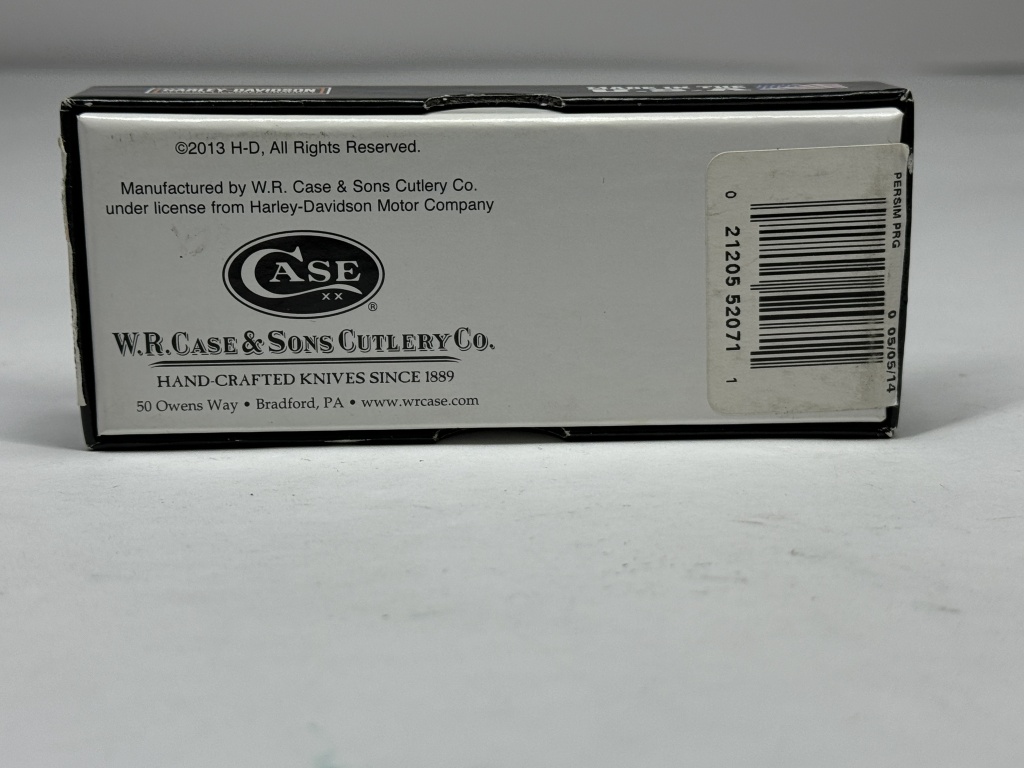 HARLEY-DAVIDSON
©2013 H-D, All Rights Reserved.
Manufactured by W.R. Case & Sons Cutlery Co.
under license from Harley-Davidson Motor Company
CASE
XX
®
W.R. CASE & SONS CUTLERY CO.
HAND-CRAFTED KNIVES SINCE 1889
50 Owens Way • Bradford, PA • www.wrcase.com
PERSIM PRG 0 05/05/14
0 21205 52071 1